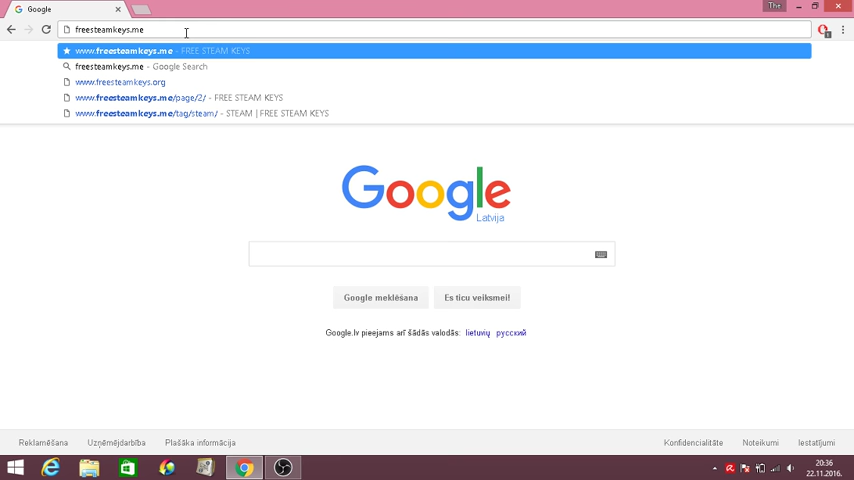 Google
The
freesteamkeys.me
www.freesteamkeys.me - FREE STEAM KEYS
freesteamkeys.me - Google Search
www.freesteamkeys.org
www.freesteamkeys.me/page/2/ - FREE STEAM KEYS
www.freesteamkeys.me/tag/steam/ - STEAM | FREE STEAM KEYS
Google
Latvija
Google meklēšana
Es ticu veiksmei!
Google.lv pieejams arī šādās valodās: lietuvių русский
Reklamēšana Uzņēmējdarbība Plašāka informācija Konfidencialitāte Noteikumi Iestatījumi
20:36
22.11.2016.